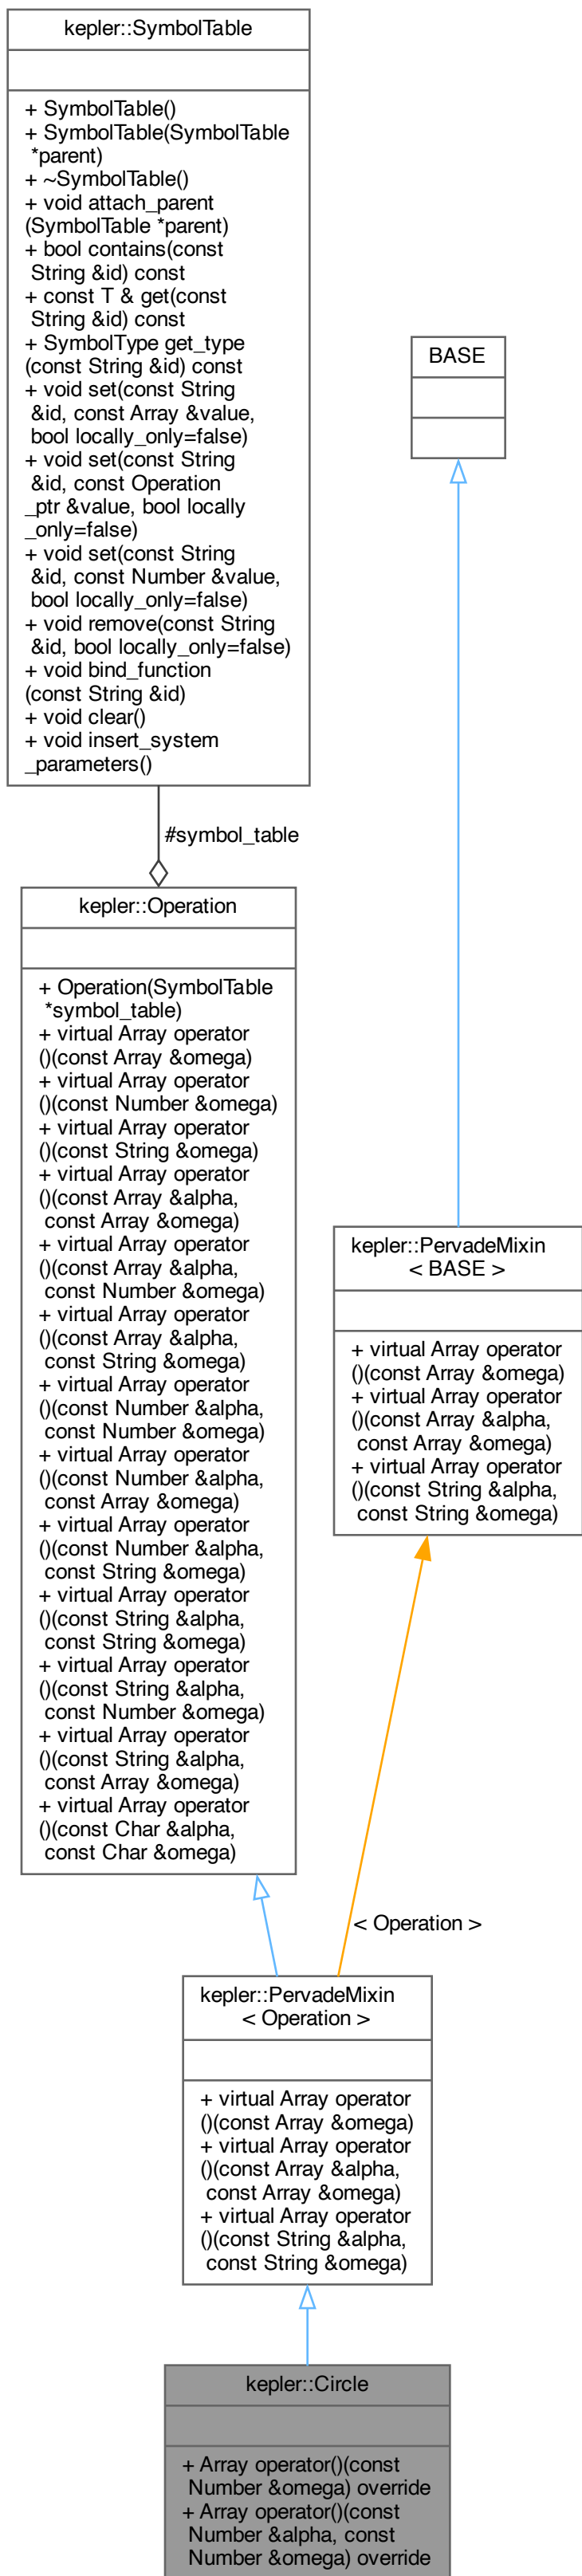 kepler::SymbolTable
+ SymbolTable()
+ SymbolTable(SymbolTable
*parent)
+ ~SymbolTable()
+ void attach_parent
(SymbolTable *parent)
+ bool contains(const
String &id) const
+ const T & get(const
String &id) const
+ SymbolType get_type
(const String &id) const
+ void set(const String
&id, const Array &value,
bool locally_only=false)
+ void set(const String
&id, const Operation
_ptr &value, bool locally
_only=false)
+ void set(const String
&id, const Number &value,
bool locally_only=false)
+ void remove(const String
&id, bool locally_only=false)
+ void bind_function
(const String &id)
+ void clear()
+ void insert_system
_parameters()
BASE
#symbol_table
kepler::Operation
+ Operation(SymbolTable
*symbol_table)
+ virtual Array operator
()(const Array &omega)
+ virtual Array operator
()(const Number &omega)
+ virtual Array operator
()(const String &omega)
+ virtual Array operator
()(const Array &alpha,
const Array &omega)
+ virtual Array operator
()(const Array &alpha,
const Number &omega)
+ virtual Array operator
()(const Array &alpha,
const String &omega)
+ virtual Array operator
()(const Number &alpha,
const Number &omega)
+ virtual Array operator
()(const Number &alpha,
const Array &omega)
+ virtual Array operator
()(const Number &alpha,
const String &omega)
+ virtual Array operator
()(const String &alpha,
const String &omega)
+ virtual Array operator
()(const String &alpha,
const Number &omega)
+ virtual Array operator
()(const String &alpha,
const Array &omega)
+ virtual Array operator
()(const Char &alpha,
const Char &omega)
kepler::PervadeMixin
< BASE >
+ virtual Array operator
()(const Array &omega)
+ virtual Array operator
()(const Array &alpha,
const Array &omega)
+ virtual Array operator
()(const String &alpha,
const String &omega)
< Operation >
kepler::PervadeMixin
< Operation >
+ virtual Array operator
()(const Array &omega)
+ virtual Array operator
()(const Array &alpha,
const Array &omega)
+ virtual Array operator
()(const String &alpha,
const String &omega)
kepler::Circle
+ Array operator()(const
Number &omega) override
+ Array operator()(const
Number &alpha, const
Number &omega) override